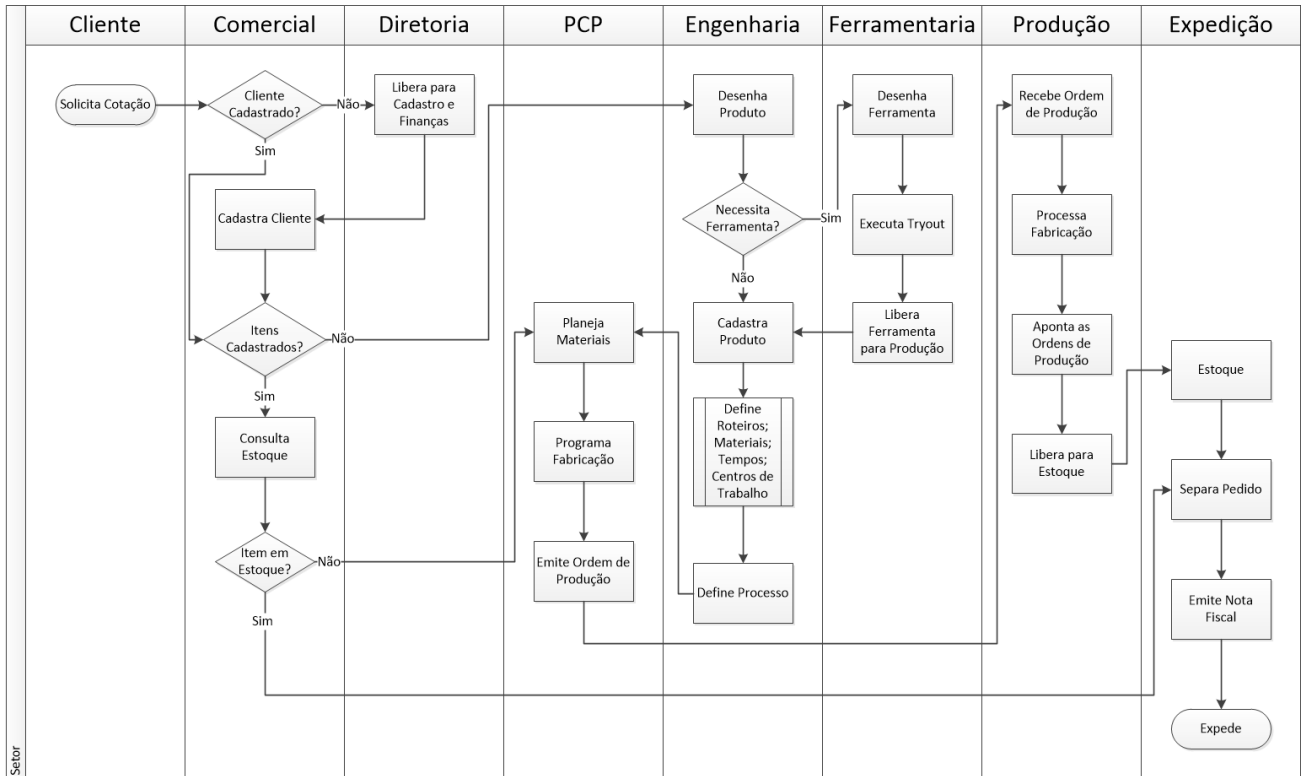 Cliente
Comercial
Diretoria
PCP
Engenharia
Ferramentaria
Produção
Expedição
Setor
Solicita Cotação
Cliente
Cadastrado?
Não
Sim
Cadastra Cliente
Itens
Cadastrados?
Não
Sim
Consulta
Estoque
Item em
Estoque?
Não
Sim
Libera para
Cadastro e
Finanças
Planeja
Materiais
Programa
Fabricação
Emite Ordem de
Produção
Desenha
Produto
Necessita
Ferramenta?
Sim
Não
Cadastra
Produto
Define
Roteiros;
Materiais;
Tempos;
Centros de
Trabalho
Define Processo
Desenha
Ferramenta
Executa Tryout
Libera
Ferramenta
para Produção
Recebe Ordem
de Produção
Processa
Fabricação
Aponta as
Ordens de
Produção
Libera para
Estoque
Estoque
Separa Pedido
Emite Nota
Fiscal
Expede